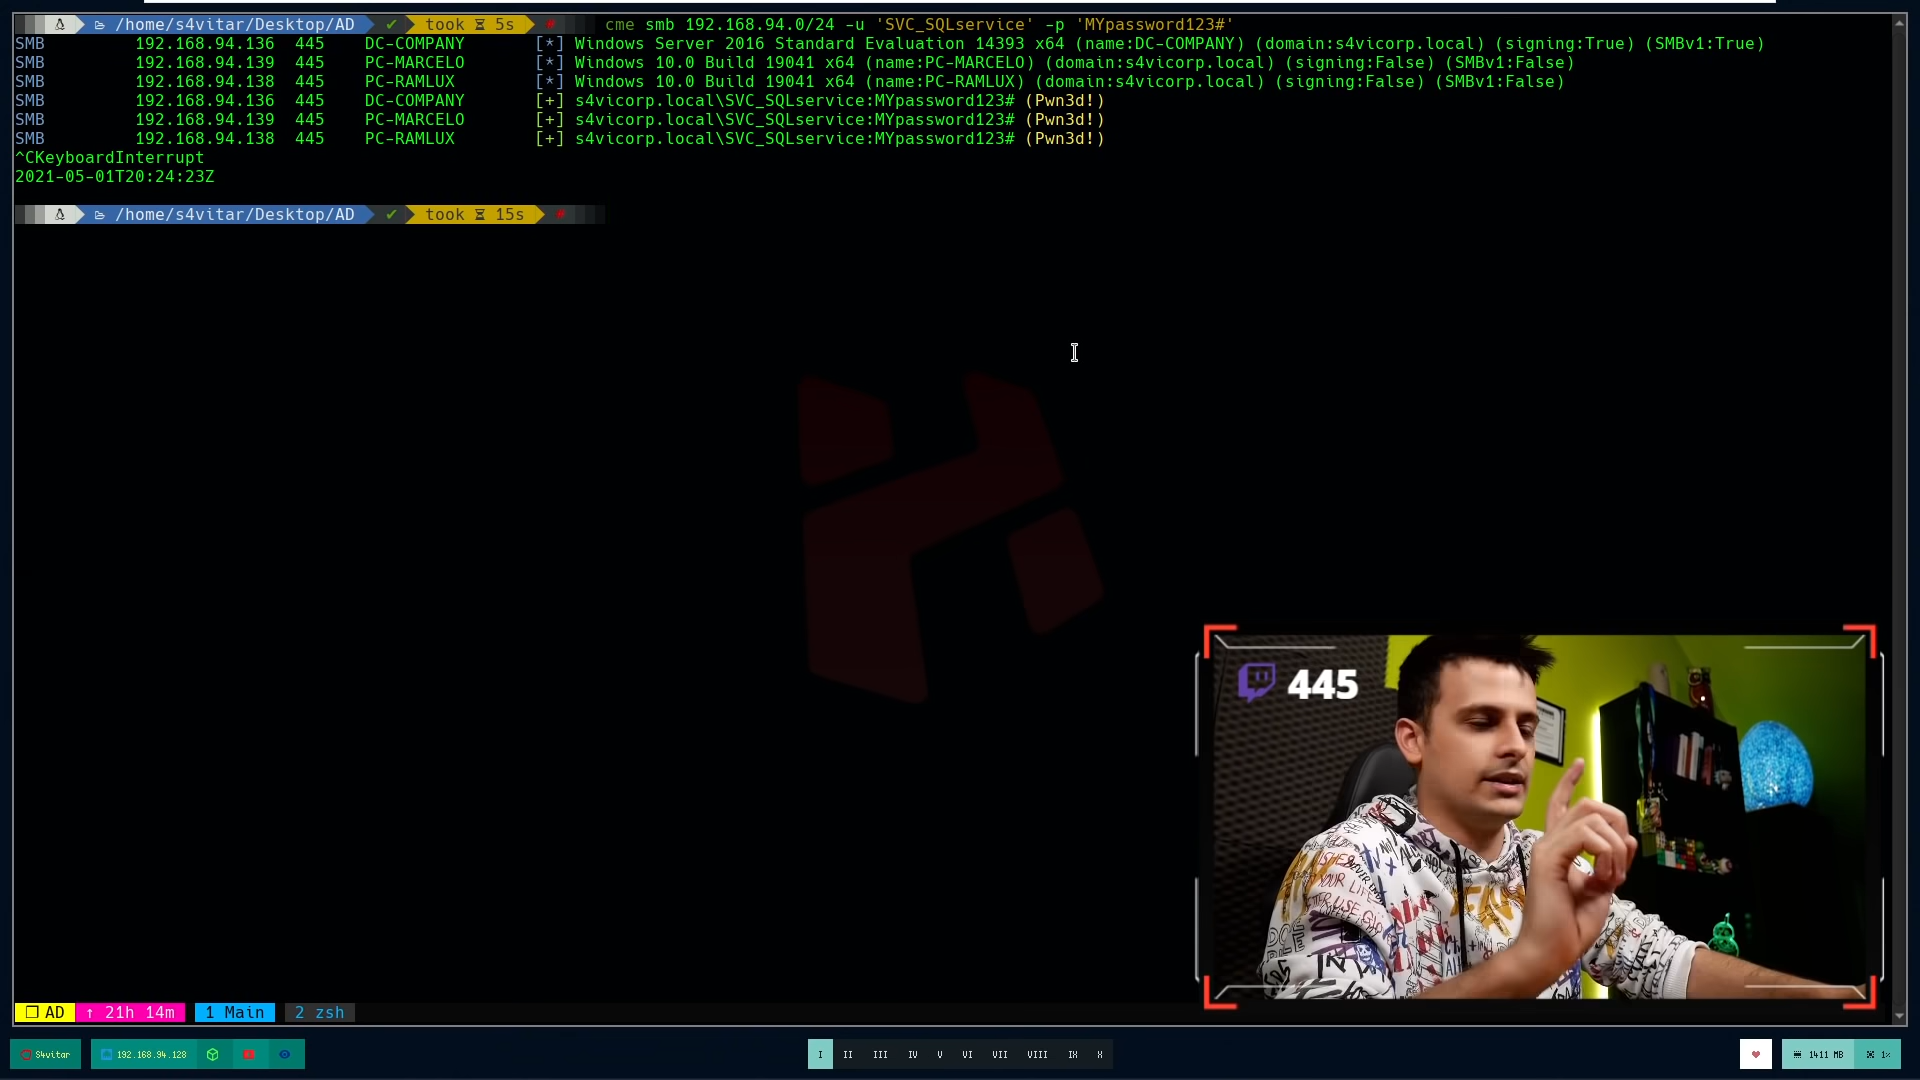 /home/s4vitar/Desktop/AD ✔ took 5s # cme smb 192.168.94.0/24 -u 'SVC_SQLservice' -p 'MYpassword123#'
SMB 192.168.94.136 445 DC-COMPANY [*] Windows Server 2016 Standard Evaluation 14393 x64 (name:DC-COMPANY) (domain:s4vicorp.local) (signing:True) (SMBv1:True)
SMB 192.168.94.139 445 PC-MARCELO [*] Windows 10.0 Build 19041 x64 (name:PC-MARCELO) (domain:s4vicorp.local) (signing:False) (SMBv1:False)
SMB 192.168.94.138 445 PC-RAMLUX [*] Windows 10.0 Build 19041 x64 (name:PC-RAMLUX) (domain:s4vicorp.local) (signing:False) (SMBv1:False)
SMB 192.168.94.136 445 DC-COMPANY [+] s4vicorp.local\SVC_SQLservice:MYpassword123# (Pwn3d!)
SMB 192.168.94.139 445 PC-MARCELO [+] s4vicorp.local\SVC_SQLservice:MYpassword123# (Pwn3d!)
SMB 192.168.94.138 445 PC-RAMLUX [+] s4vicorp.local\SVC_SQLservice:MYpassword123# (Pwn3d!)
^CKeyboardInterrupt
2021-05-01T20:24:23Z
/home/s4vitar/Desktop/AD ✔ took 15s #
445
AD ↑ 21h 14m 1 Main 2 zsh
S4vitar 192.168.94.128 I II III IV V VI VII VIII IX X 1411 MB 1%